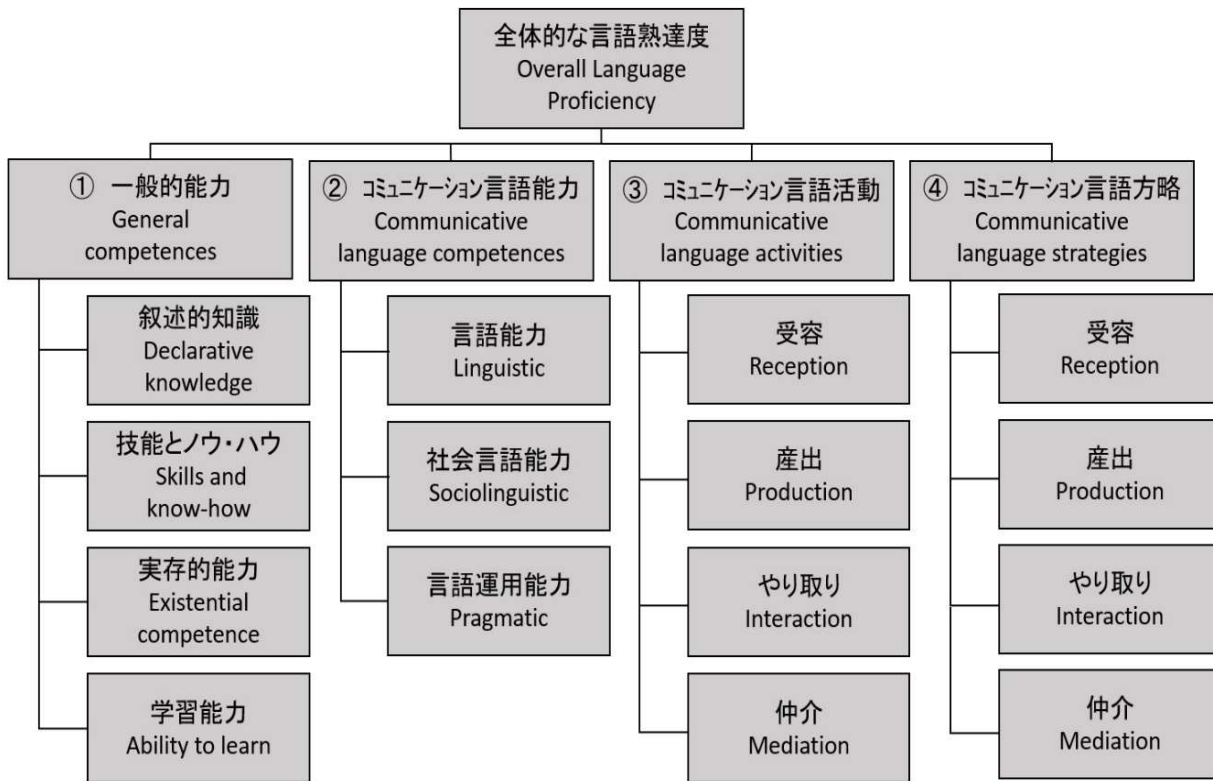 全体的な言語熟達度
Overall Language
Proficiency
① 一般的能力
General
competences
叙述的知識
Declarative
knowledge
技能とノウ・ハウ
Skills and
know-how
実存的能力
Existential
competence
学習能力
Ability to learn
② コミュニケーション言語能力
Communicative
language competences
言語能力
Linguistic
社会言語能力
Sociolinguistic
言語運用能力
Pragmatic
③ コミュニケーション言語活動
Communicative
language activities
受容
Reception
産出
Production
やり取り
Interaction
仲介
Mediation
④ コミュニケーション言語方略
Communicative
language strategies
受容
Reception
産出
Production
やり取り
Interaction
仲介
Mediation